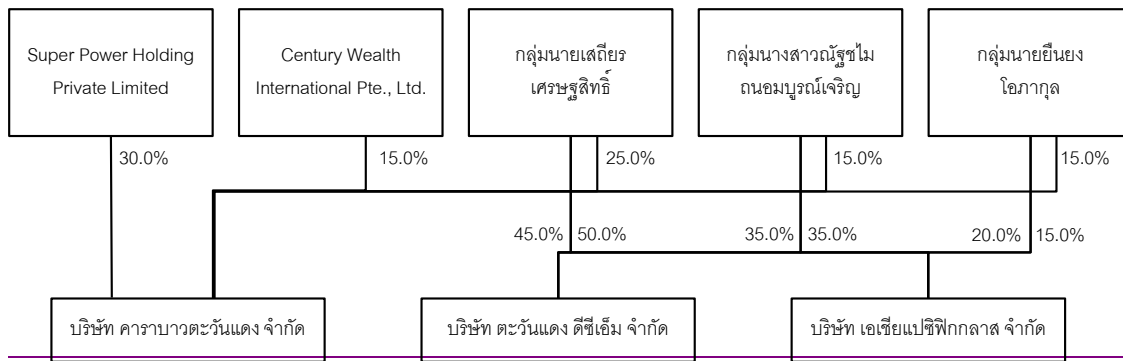 Super Power Holding
Private Limited
Century Wealth
International Pte., Ltd.
กลุ่มนายเสถียร
เศรษฐสิทธิ์
กลุ่มนางสาวณัฐชไม
ถนอมบูรณ์เจริญ
กลุ่มนายยืนยง
โอภากุล
30.0%
15.0%
25.0%
15.0%
15.0%
45.0% 50.0%
35.0% 35.0%
20.0% 15.0%
บริษัท คาราบาวตะวันแดง จำกัด
บริษัท ตะวันแดง ดีซีเอ็ม จำกัด
บริษัท เอเชียแปซิฟิกกลาส จำกัด